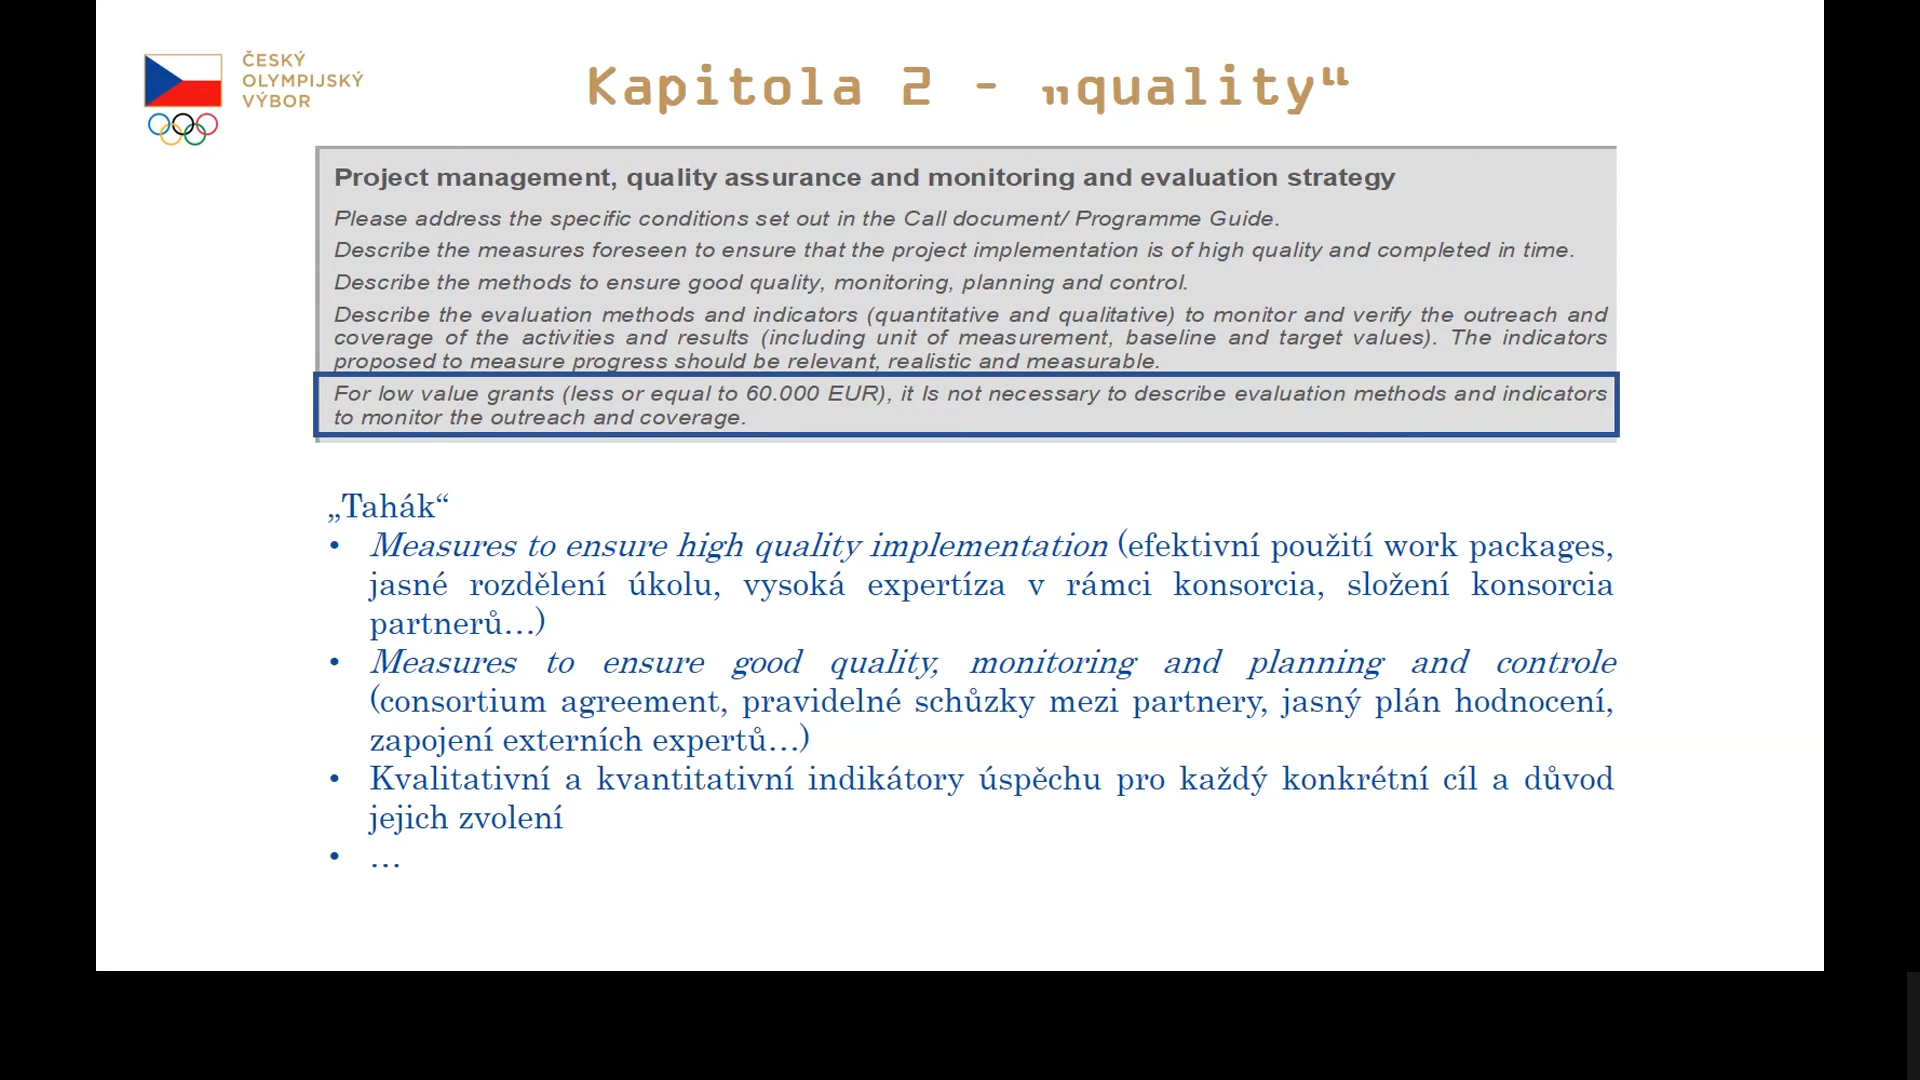 ČESKÝ
OLYMPIJSKÝ
VÝBOR
Kapitola 2 - „quality“
Project management, quality assurance and monitoring and evaluation strategy
Please address the specific conditions set out in the Call document/ Programme Guide.
Describe the measures foreseen to ensure that the project implementation is of high quality and completed in time.
Describe the methods to ensure good quality, monitoring, planning and control.
Describe the evaluation methods and indicators (quantitative and qualitative) to monitor and verify the outreach and
coverage of the activities and results (including unit of measurement, baseline and target values). The indicators
proposed to measure progress should be relevant, realistic and measurable.
For low value grants (less or equal to 60.000 EUR), it Is not necessary to describe evaluation methods and indicators
to monitor the outreach and coverage.
„Tahák“
• Measures to ensure high quality implementation (efektivní použití work packages,
jasné rozdělení úkolu, vysoká expertíza v rámci konsorcia, složení konsorcia
partnerů…)
• Measures to ensure good quality, monitoring and planning and controle
(consortium agreement, pravidelné schůzky mezi partnery, jasný plán hodnocení,
zapojení externích expertů…)
• Kvalitativní a kvantitativní indikátory úspěchu pro každý konkrétní cíl a důvod
jejich zvolení
• …